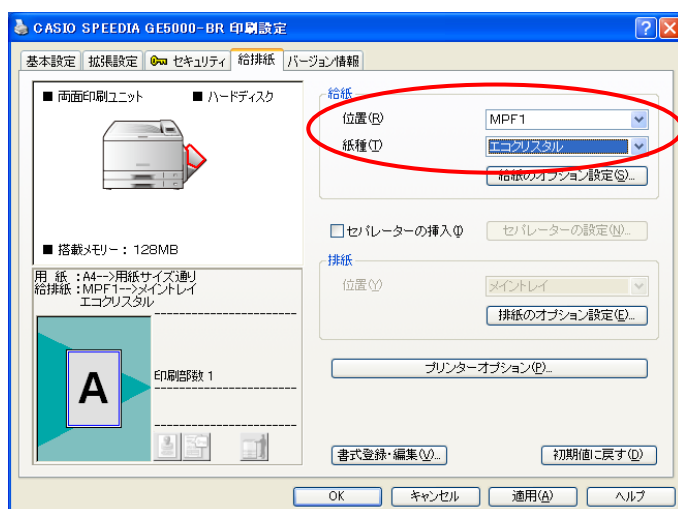 CASIO SPEEDIA GE5000-BR 印刷設定
基本設定 拡張設定 セキュリティ 給排紙 バージョン情報
■ 両面印刷ユニット ■ ハードディスク
■ 搭載メモリー : 128MB
用 紙 : A4-->用紙サイズ通り
給排紙 : MPF1-->メイントレイ
エコクリスタル
A
印刷部数 1
給紙
位置(R) MPF1
紙種(T) エコクリスタル
給紙のオプション設定(S)...
セパレーターの挿入(I) セパレーターの設定(N)...
排紙
位置(Y) メイントレイ
排紙のオプション設定(E)...
プリンターオプション(P)...
書式登録・編集(V)... 初期値に戻す(D)
OK キャンセル 適用(A) ヘルプ